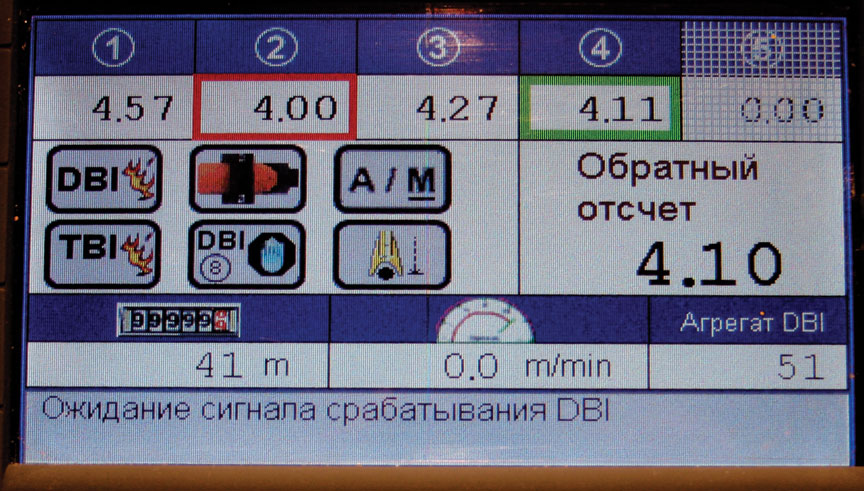 1 2 3 4 5
4.57 4.00 4.27 4.11 0.00
DBI A / M
TBI DBI 8
Обратный
отсчет
4.10
Агрегат DBI
41 m 0.0 m/min 51
Ожидание сигнала срабатывания DBI